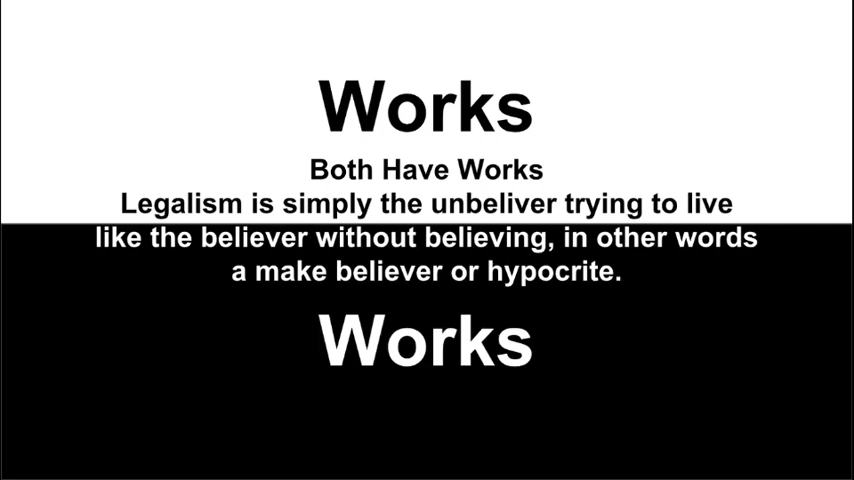 Works
Both Have Works
Legalism is simply the unbeliver trying to live
like the believer without believing, in other words
a make believer or hypocrite.
Works